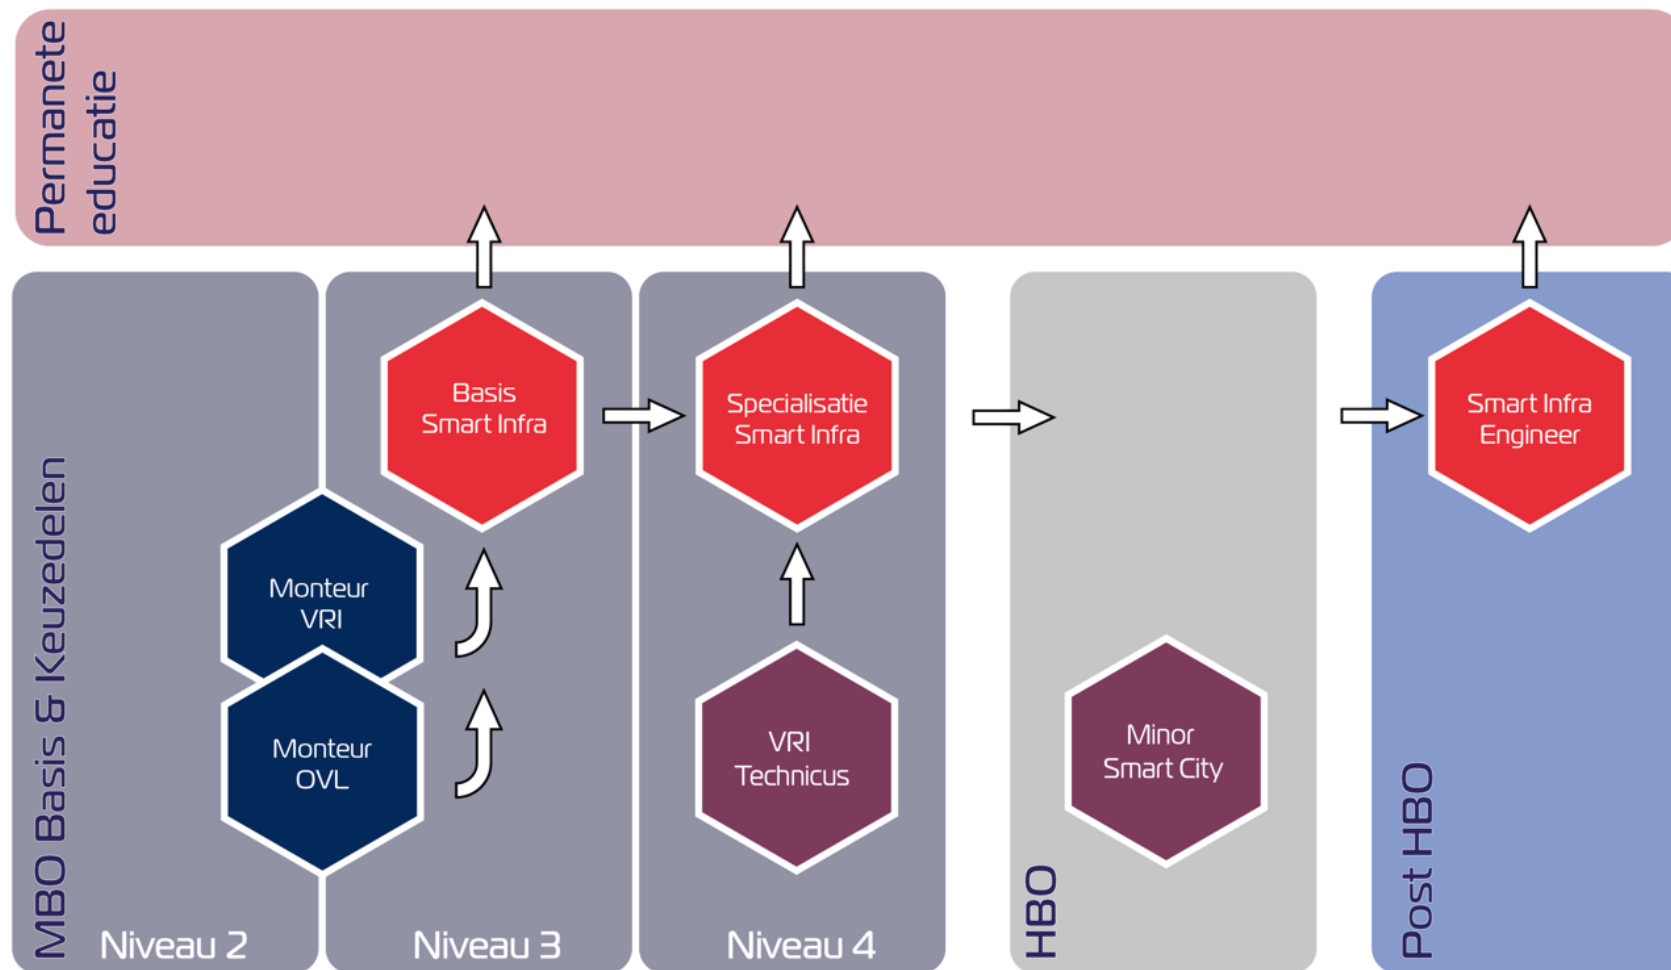 Permanete
educatie
MBO Basis & Keuzedelen
Basis
Smart Infra
Specialisatie
Smart Infra
Smart Infra
Engineer
Monteur
VRI
Monteur
OVL
VRI
Technicus
Minor
Smart City
HBO
Post HBO
Niveau 2
Niveau 3
Niveau 4